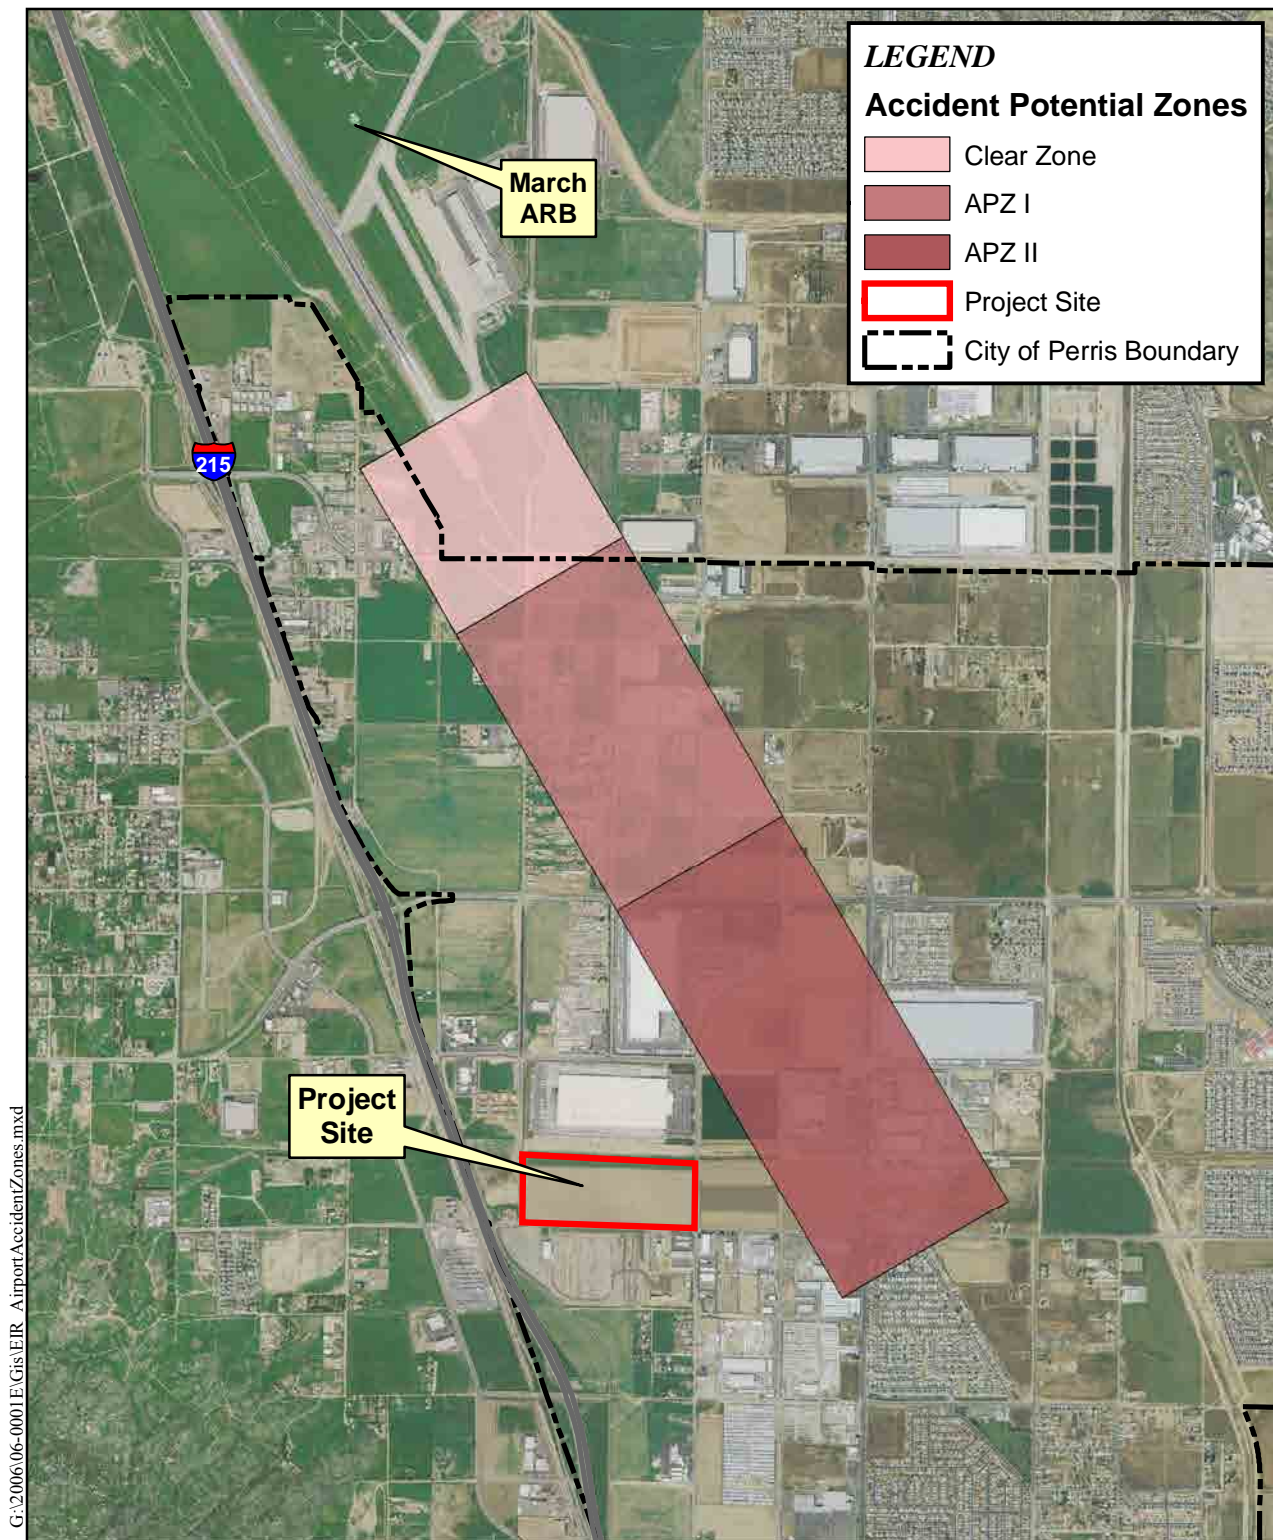 LEGEND
Accident Potential Zones
Clear Zone
APZ I
APZ II
Project Site
City of Perris Boundary
March
ARB
215
Project
Site
G:\2006\06-0001E\Gis\EIR_AirportAccidentZones.mxd